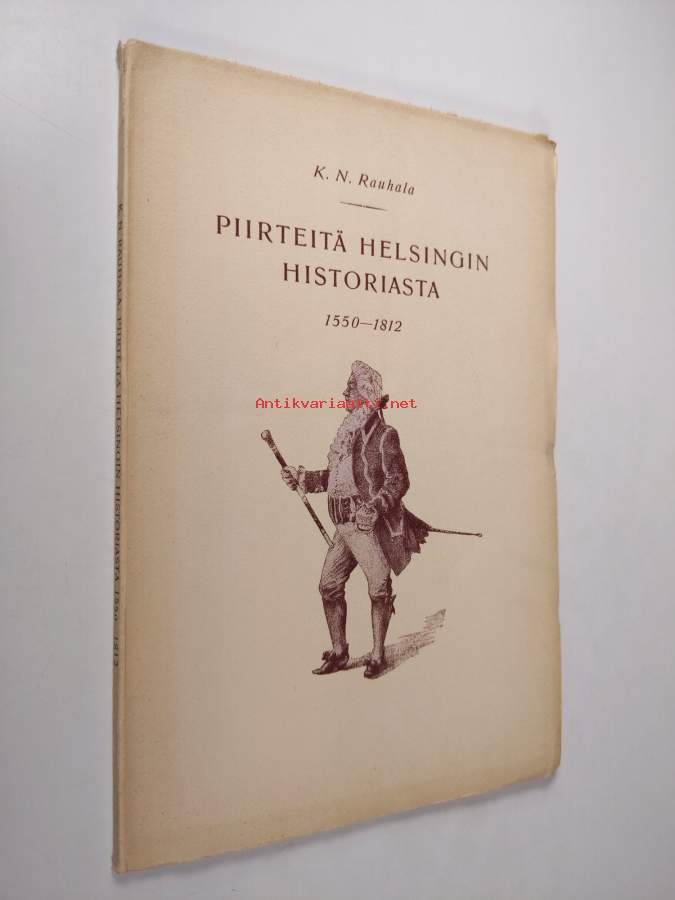 K. N. Rauhala
PIIRTEITÄ HELSINGIN
HISTORIASTA
1550—1812
Antikvariaatti.net
K. N. RAUHALA: PIIRTEITÄ HELSINGIN HISTORIASTA 1550—1812